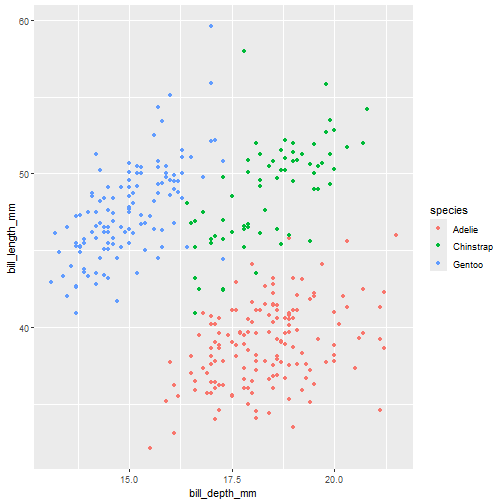 60
50
40
bill_length_mm
15.0
17.5
20.0
bill_depth_mm
species
Adelie
Chinstrap
Gentoo